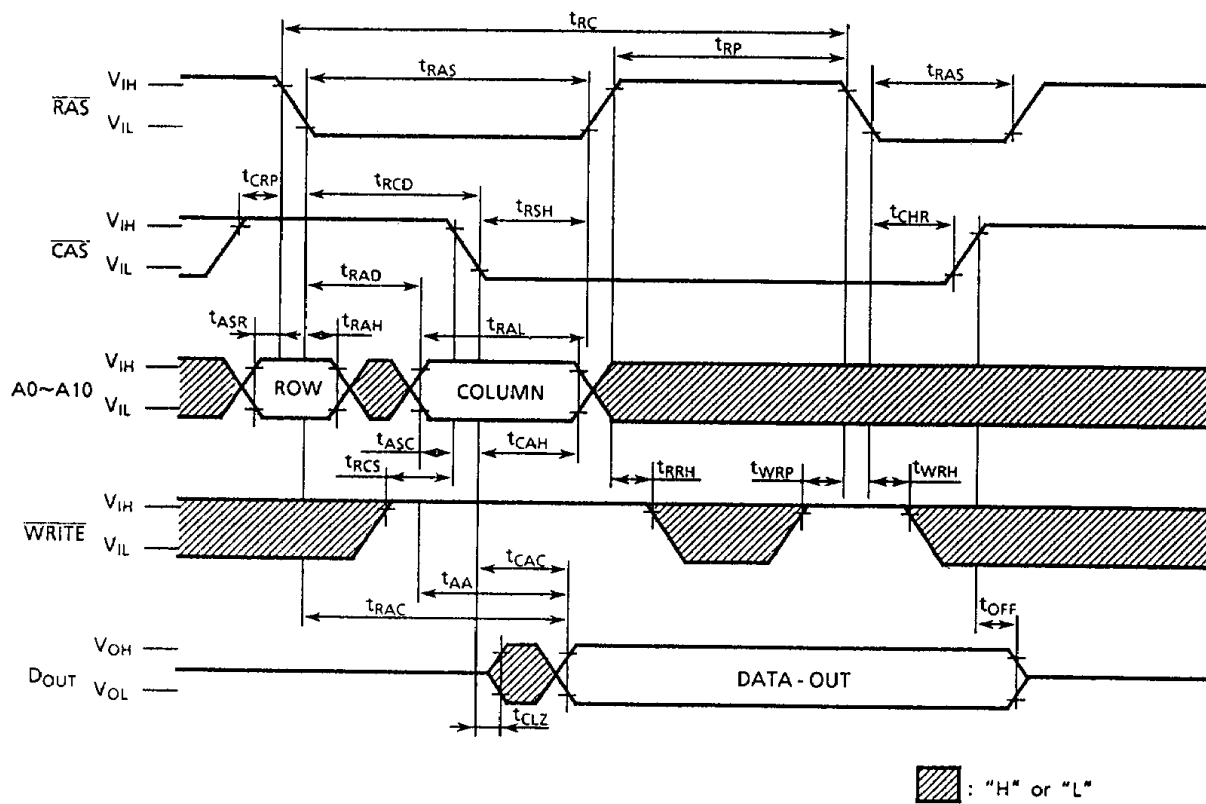 tRC
tRP
tRAS
tRAS
VIH
RAS
VIL
tCRP
tRCD
tRSH
tCHR
VIH
CAS
VIL
tRAD
tASR
tRAH
tRAL
VIH
A0~A10
VIL
ROW
COLUMN
tASC
tCAH
tRCS
tRRH
tWRP
tWRH
VIH
WRITE
VIL
tCAC
tAA
tRAC
tOFF
VOH
DOUT
VOL
DATA - OUT
tCLZ
: "H" or "L"